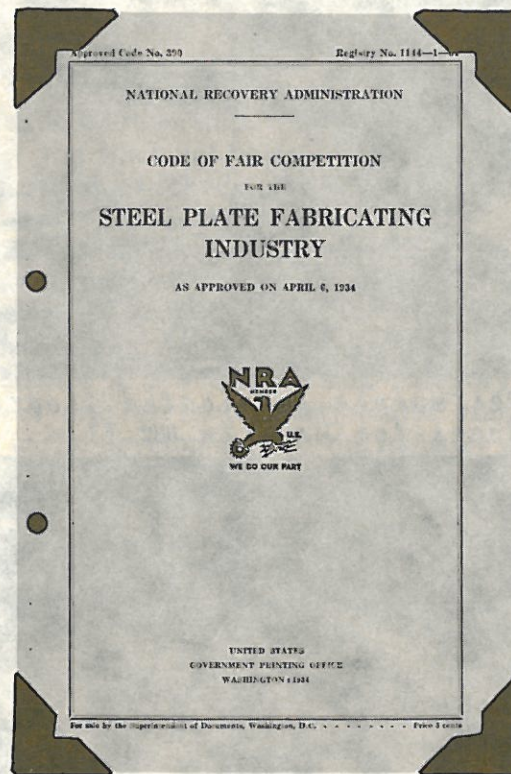 Approved Code No. 390 Registry No. 1144—1—
NATIONAL RECOVERY ADMINISTRATION
CODE OF FAIR COMPETITION
FOR THE
STEEL PLATE FABRICATING
INDUSTRY
AS APPROVED ON APRIL 6, 1934
NRA
MEMBER
U.S.
WE DO OUR PART
UNITED STATES
GOVERNMENT PRINTING OFFICE
WASHINGTON : 1934
For sale by the Superintendent of Documents, Washington, D.C. - - - - - - - - Price 5 cents